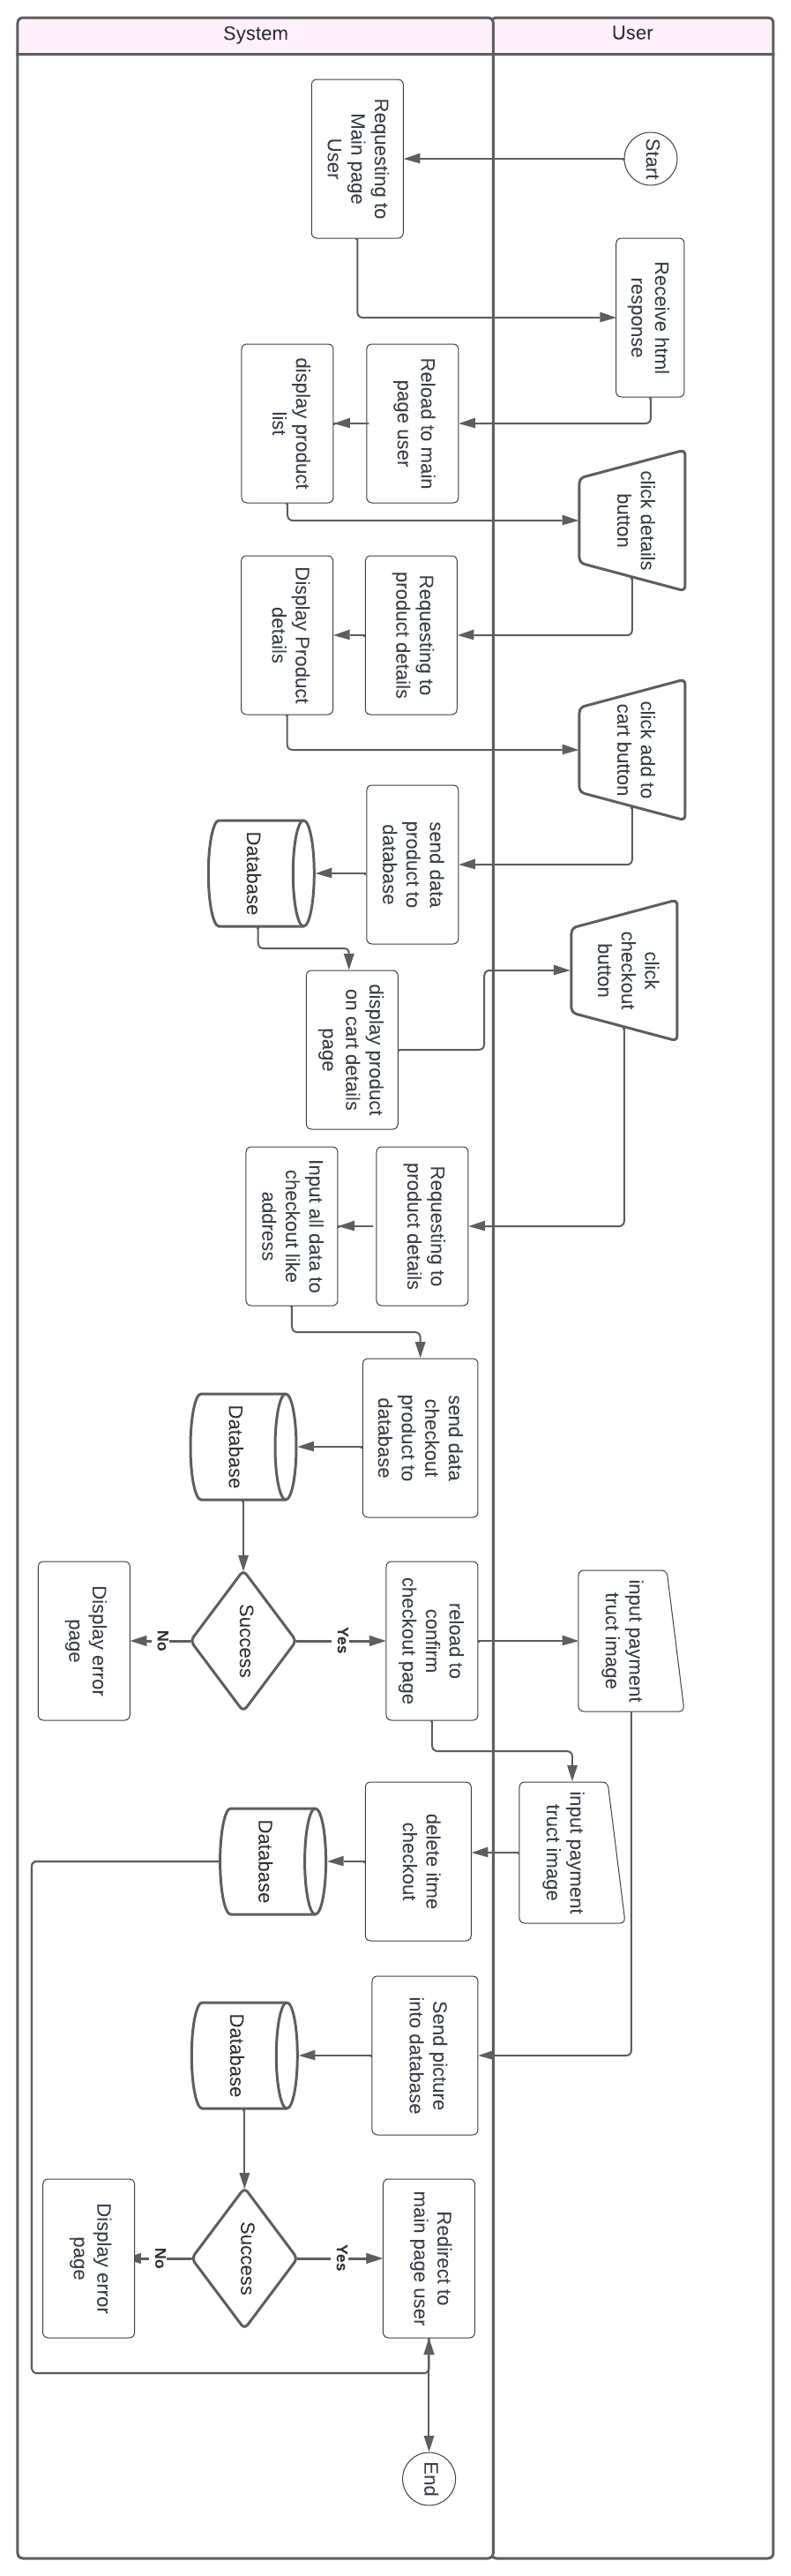 System
User
Start
Requesting to
Main page
User
Receive html
response
Reload to main
page user
display product
list
click details
button
Requesting to
product details
Display Product
details
click add to
cart button
send data
product to
database
Database
click
checkout
button
display product
on cart details
page
Requesting to
product details
Input all data to
checkout like
address
send data
checkout
product to
database
Database
Success
Yes
No
Display error
page
reload to
confirm
checkout page
input payment
truct image
input payment
truct image
delete itme
checkout
Database
Send picture
into database
Database
Success
Yes
No
Display error
page
Redirect to
main page user
End